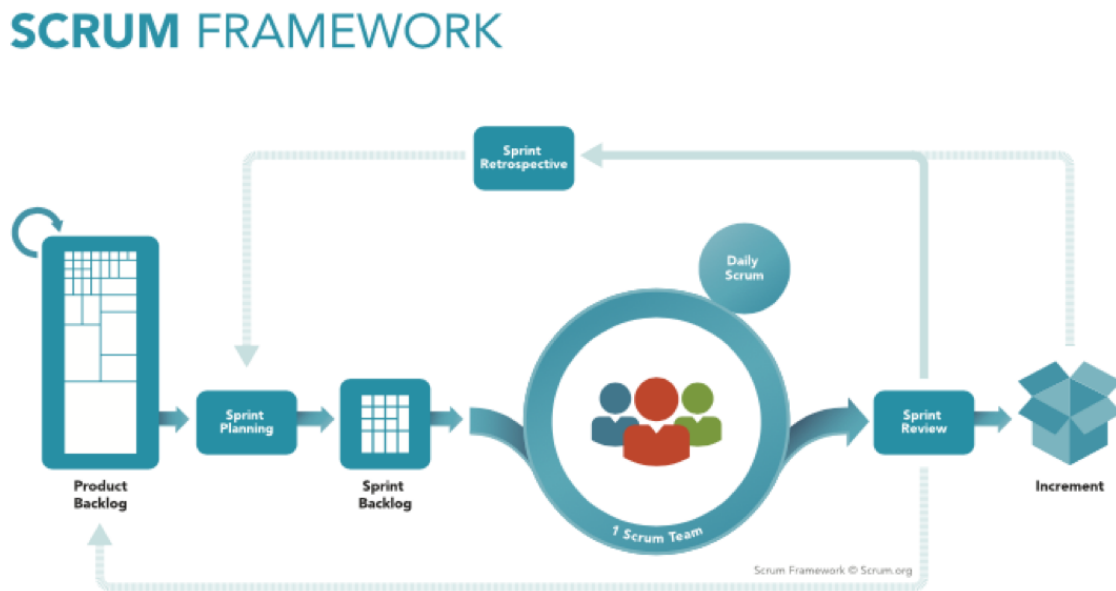 SCRUM FRAMEWORK
Sprint
Retrospective
Daily
Scrum
Sprint
Planning
Sprint
Review
Product
Backlog
Sprint
Backlog
1 Scrum Team
Increment
Scrum Framework © Scrum.org